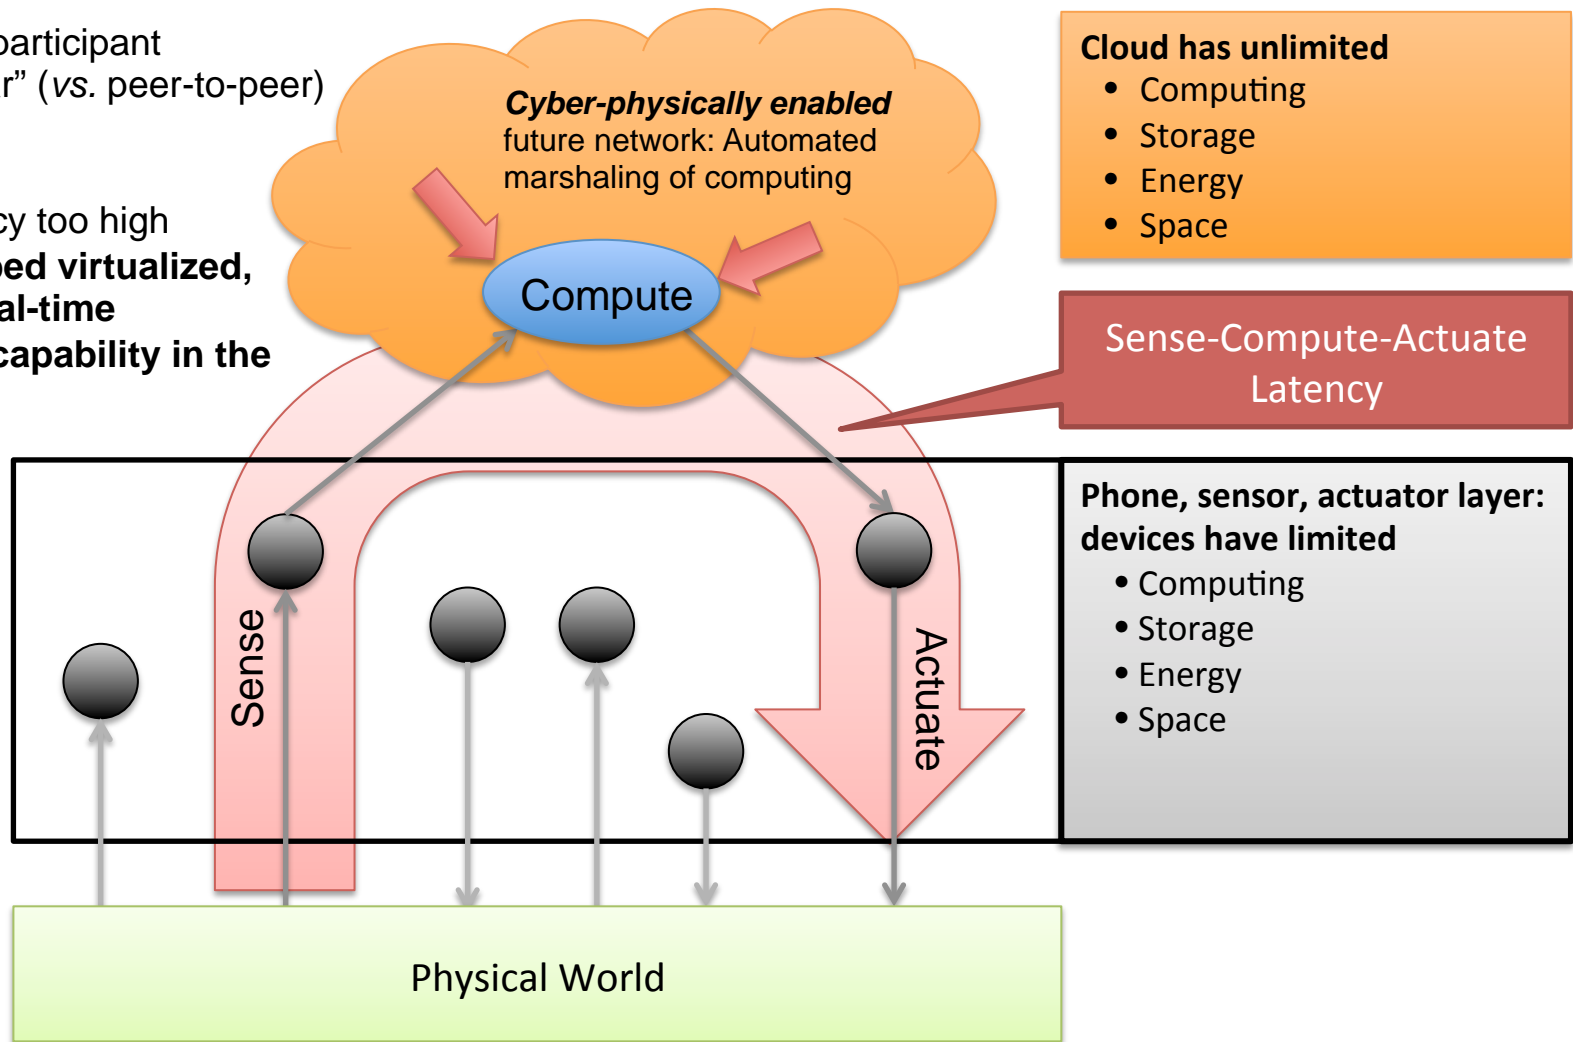 participant
r” (vs. peer-to-peer)
cy too high
ped virtualized,
al-time
capability in the
Cyber-physically enabled
future network: Automated
marshaling of computing
Compute
Cloud has unlimited
• Computing
• Storage
• Energy
• Space
Sense-Compute-Actuate
Latency
Phone, sensor, actuator layer:
devices have limited
• Computing
• Storage
• Energy
• Space
Sense
Actuate
Physical World